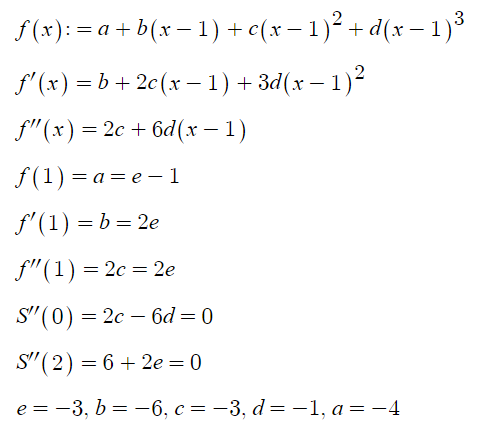 f(x): = a + b(x − 1) + c(x − 1)² + d(x − 1)³
f′(x) = b + 2c(x − 1) + 3d(x − 1)²
f″(x) = 2c + 6d(x − 1)
f(1) = a = e − 1
f′(1) = b = 2e
f″(1) = 2c = 2e
S″(0) = 2c − 6d = 0
S″(2) = 6 + 2e = 0
e = −3, b = −6, c = −3, d = −1, a = −4